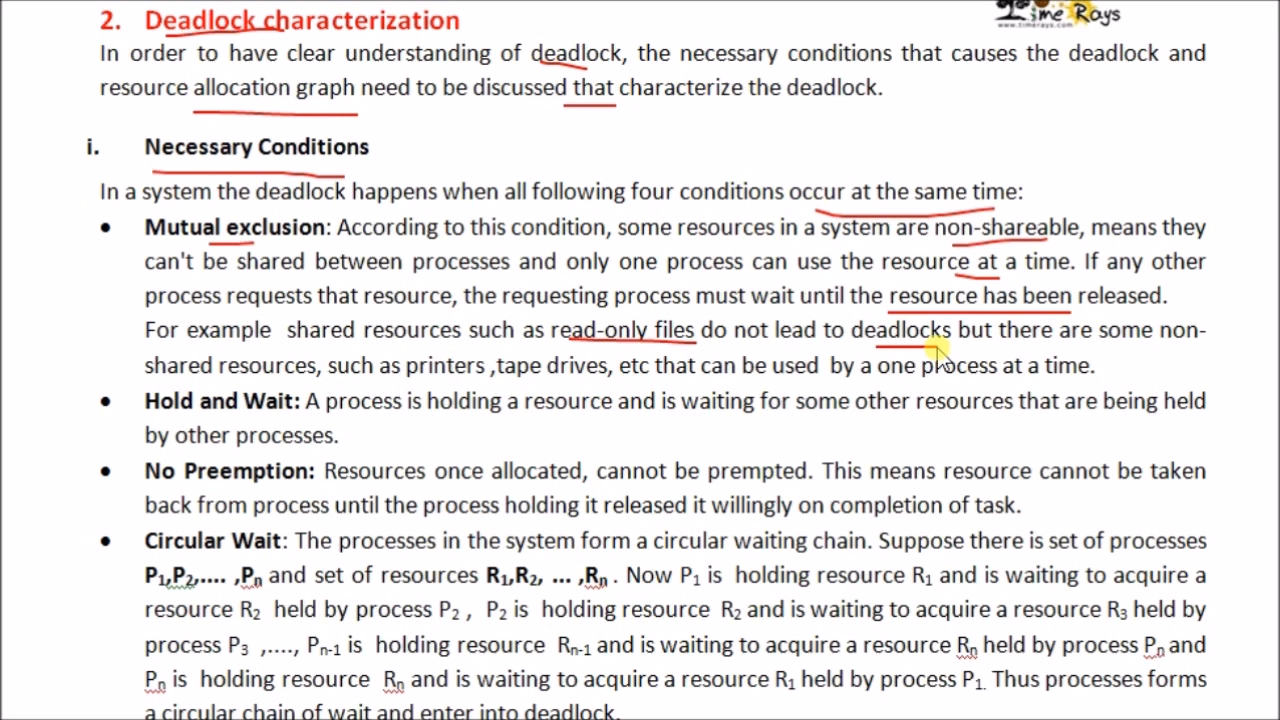 2. Deadlock characterization
Time Rays
www.timerays.com
In order to have clear understanding of deadlock, the necessary conditions that causes the deadlock and
resource allocation graph need to be discussed that characterize the deadlock.
i. Necessary Conditions
In a system the deadlock happens when all following four conditions occur at the same time:
• Mutual exclusion: According to this condition, some resources in a system are non-shareable, means they
can't be shared between processes and only one process can use the resource at a time. If any other
process requests that resource, the requesting process must wait until the resource has been released.
For example shared resources such as read-only files do not lead to deadlocks but there are some non-
shared resources, such as printers ,tape drives, etc that can be used by a one process at a time.
• Hold and Wait: A process is holding a resource and is waiting for some other resources that are being held
by other processes.
• No Preemption: Resources once allocated, cannot be prempted. This means resource cannot be taken
back from process until the process holding it released it willingly on completion of task.
• Circular Wait: The processes in the system form a circular waiting chain. Suppose there is set of processes
P₁,P₂,.... ,Pₙ and set of resources R₁,R₂, ... ,Rₙ . Now P₁ is holding resource R₁ and is waiting to acquire a
resource R₂ held by process P₂ , P₂ is holding resource R₂ and is waiting to acquire a resource R₃ held by
process P₃ ,...., Pₙ₋₁ is holding resource Rₙ₋₁ and is waiting to acquire a resource Rₙ held by process Pₙ and
Pₙ is holding resource Rₙ and is waiting to acquire a resource R₁ held by process P₁. Thus processes forms
a circular chain of wait and enter into deadlock.